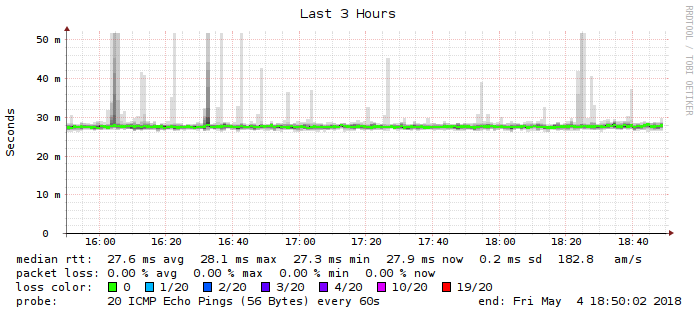 Last 3 Hours
RRDTOOL / TOBI OETIKER
Seconds
50 m
40 m
30 m
20 m
10 m
0
16:00 16:20 16:40 17:00 17:20 17:40 18:00 18:20 18:40
median rtt: 27.6 ms avg 28.1 ms max 27.3 ms min 27.9 ms now 0.2 ms sd 182.8 am/s
packet loss: 0.00 % avg 0.00 % max 0.00 % min 0.00 % now
loss color: 0 1/20 2/20 3/20 4/20 10/20 19/20
probe: 20 ICMP Echo Pings (56 Bytes) every 60s end: Fri May 4 18:50:02 2018